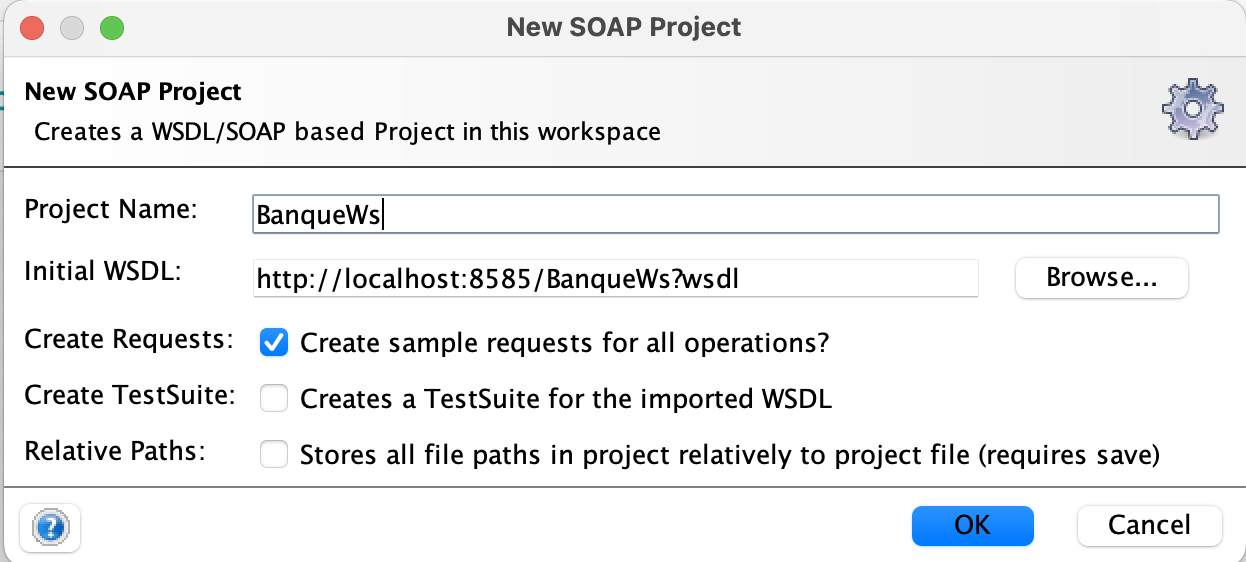 New SOAP Project
New SOAP Project
Creates a WSDL/SOAP based Project in this workspace
Project Name: BanqueWs
Initial WSDL: http://localhost:8585/BanqueWs?wsdl Browse...
Create Requests: Create sample requests for all operations?
Create TestSuite: Creates a TestSuite for the imported WSDL
Relative Paths: Stores all file paths in project relatively to project file (requires save)
? OK Cancel